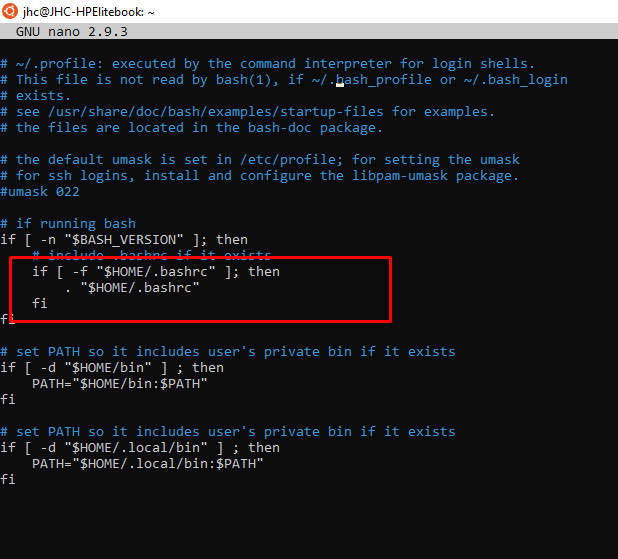 jhc@JHC-HPElitebook: ~
GNU nano 2.9.3
# ~/.profile: executed by the command interpreter for login shells.
# This file is not read by bash(1), if ~/.bash_profile or ~/.bash_login
# exists.
# see /usr/share/doc/bash/examples/startup-files for examples.
# the files are located in the bash-doc package.
# the default umask is set in /etc/profile; for setting the umask
# for ssh logins, install and configure the libpam-umask package.
#umask 022
# if running bash
if [ -n "$BASH_VERSION" ]; then
    # include .bashrc if it exists
    if [ -f "$HOME/.bashrc" ]; then
        . "$HOME/.bashrc"
    fi
fi
# set PATH so it includes user's private bin if it exists
if [ -d "$HOME/bin" ] ; then
    PATH="$HOME/bin:$PATH"
fi
# set PATH so it includes user's private bin if it exists
if [ -d "$HOME/.local/bin" ] ; then
    PATH="$HOME/.local/bin:$PATH"
fi